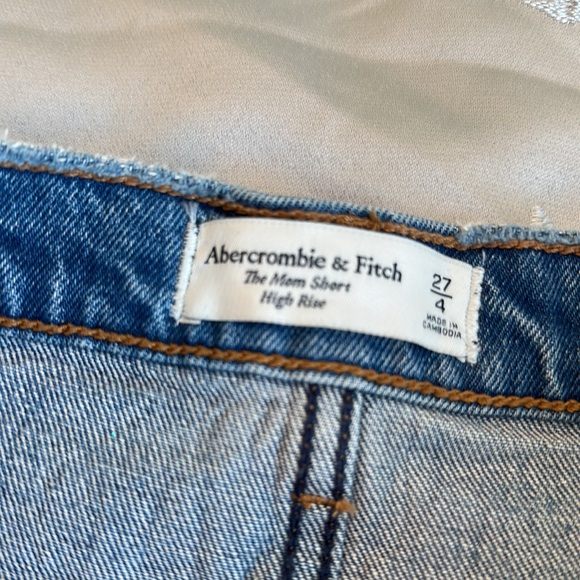 Abercrombie & Fitch
The Mom Short
High Rise
27
4
MADE IN
CAMBODIA